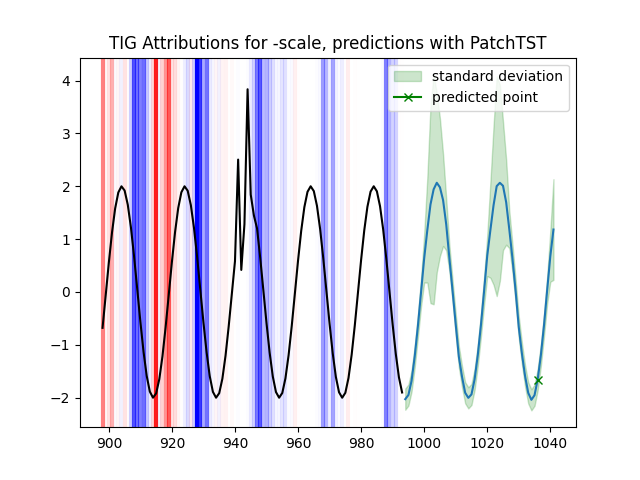 TIG Attributions for -scale, predictions with PatchTST
standard deviation
predicted point
4
3
2
1
0
−1
−2
900 920 940 960 980 1000 1020 1040